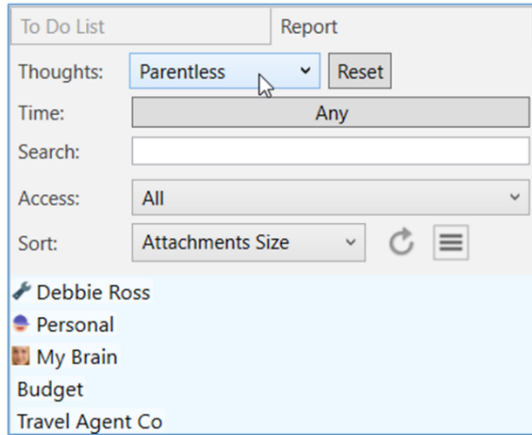 To Do List Report
Thoughts: Parentless Reset
Time: Any
Search:
Access: All
Sort: Attachments Size
Debbie Ross
Personal
My Brain
Budget
Travel Agent Co